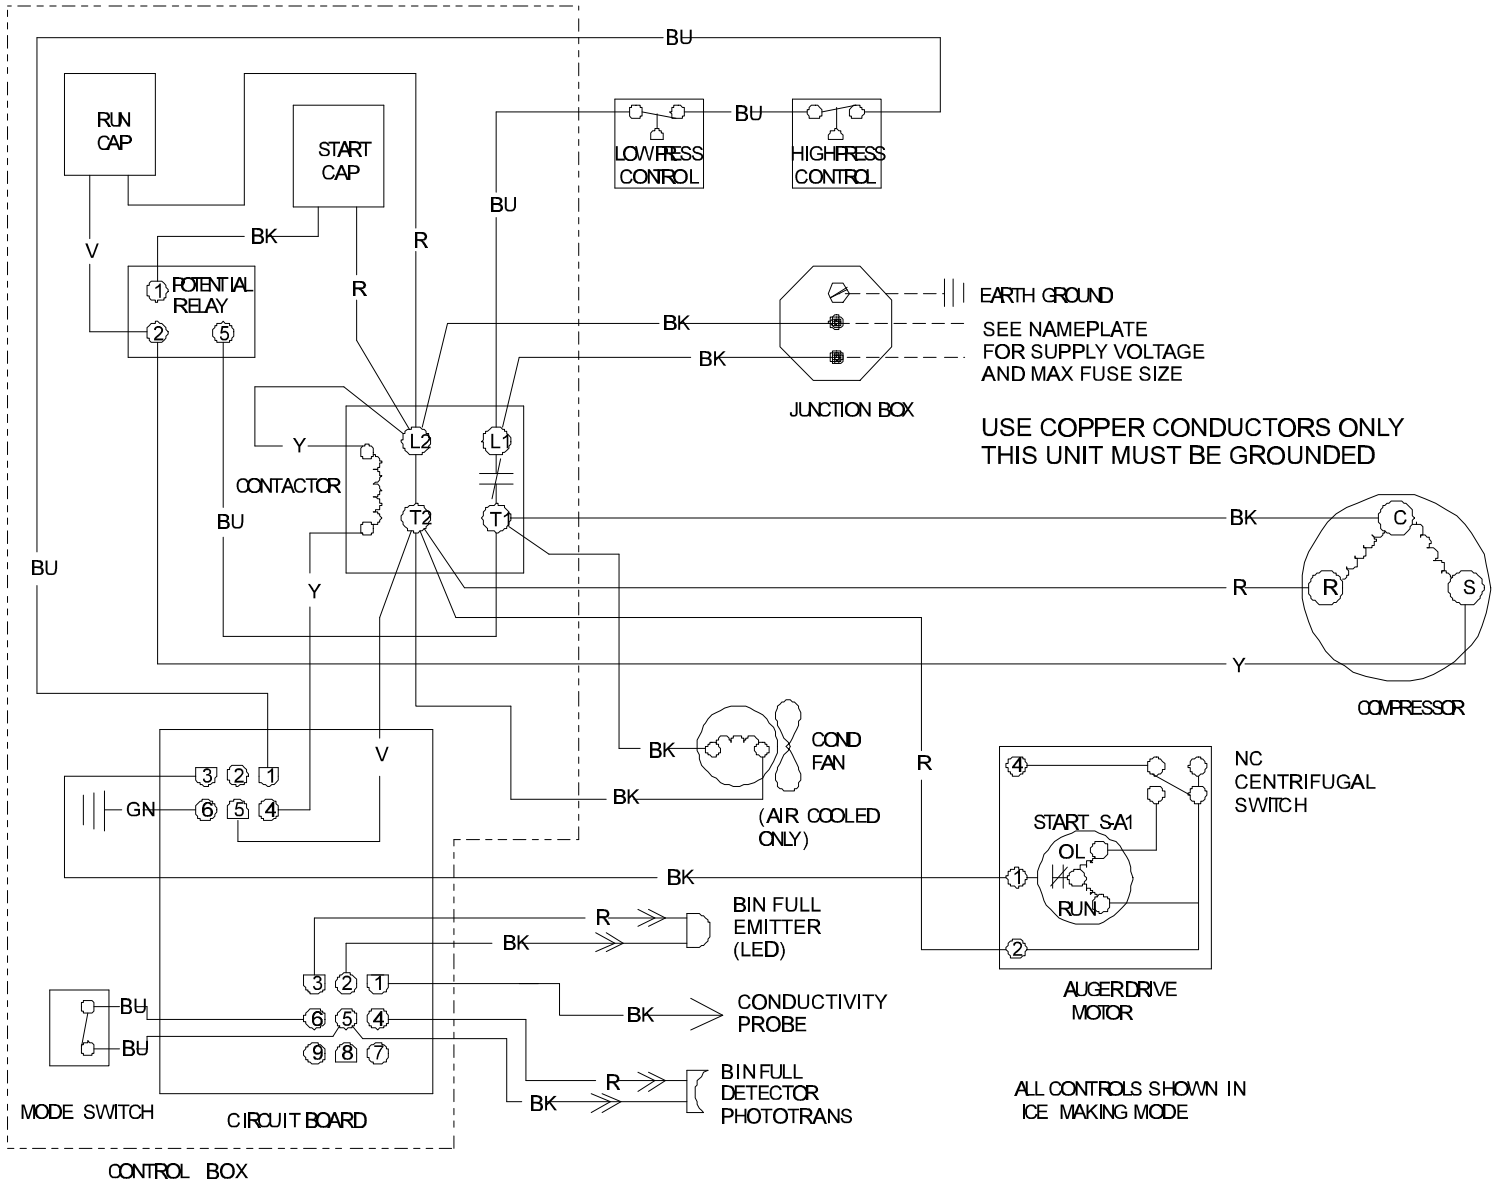 BU
RUN
CAP
START
CAP
BU
LOW PRESS
CONTROL
HIGH PRESS
CONTROL
BU
V
BK
R
R
1
POTENTIAL
RELAY
2
5
BK
BK
EARTH GROUND
SEE NAMEPLATE
FOR SUPPLY VOLTAGE
AND MAX FUSE SIZE
JUNCTION BOX
USE COPPER CONDUCTORS ONLY
THIS UNIT MUST BE GROUNDED
Y
L2
L1
CONTACTOR
T2
T1
BU
BU
Y
BK
C
R
R
S
Y
COMPRESSOR
V
BK
COND
FAN
BK
(AIR COOLED
ONLY)
R
3
2
1
GN
6
5
4
4
NC
CENTRIFUGAL
SWITCH
START S-A1
OL
1
RUN
2
AUGER DRIVE
MOTOR
BK
R
BIN FULL
EMITTER
(LED)
BK
3
2
1
BK
CONDUCTIVITY
PROBE
BU
6
5
4
BU
9
8
7
R
BK
BIN FULL
DETECTOR
PHOTOTRANS
MODE SWITCH
CIRCUIT BOARD
CONTROL BOX
ALL CONTROLS SHOWN IN
ICE MAKING MODE